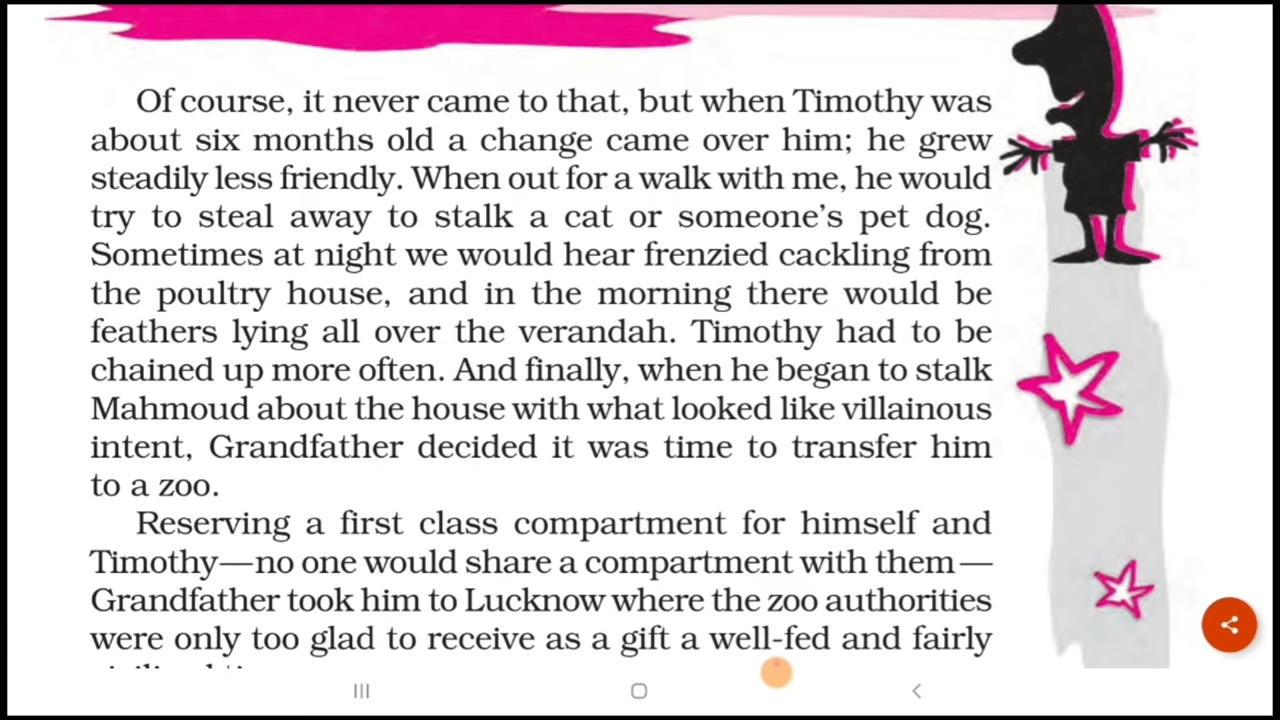 Of course, it never came to that, but when Timothy was
about six months old a change came over him; he grew
steadily less friendly. When out for a walk with me, he would
try to steal away to stalk a cat or someone's pet dog.
Sometimes at night we would hear frenzied cackling from
the poultry house, and in the morning there would be
feathers lying all over the verandah. Timothy had to be
chained up more often. And finally, when he began to stalk
Mahmoud about the house with what looked like villainous
intent, Grandfather decided it was time to transfer him
to a zoo.
Reserving a first class compartment for himself and
Timothy—no one would share a compartment with them—
Grandfather took him to Lucknow where the zoo authorities
were only too glad to receive as a gift a well-fed and fairly